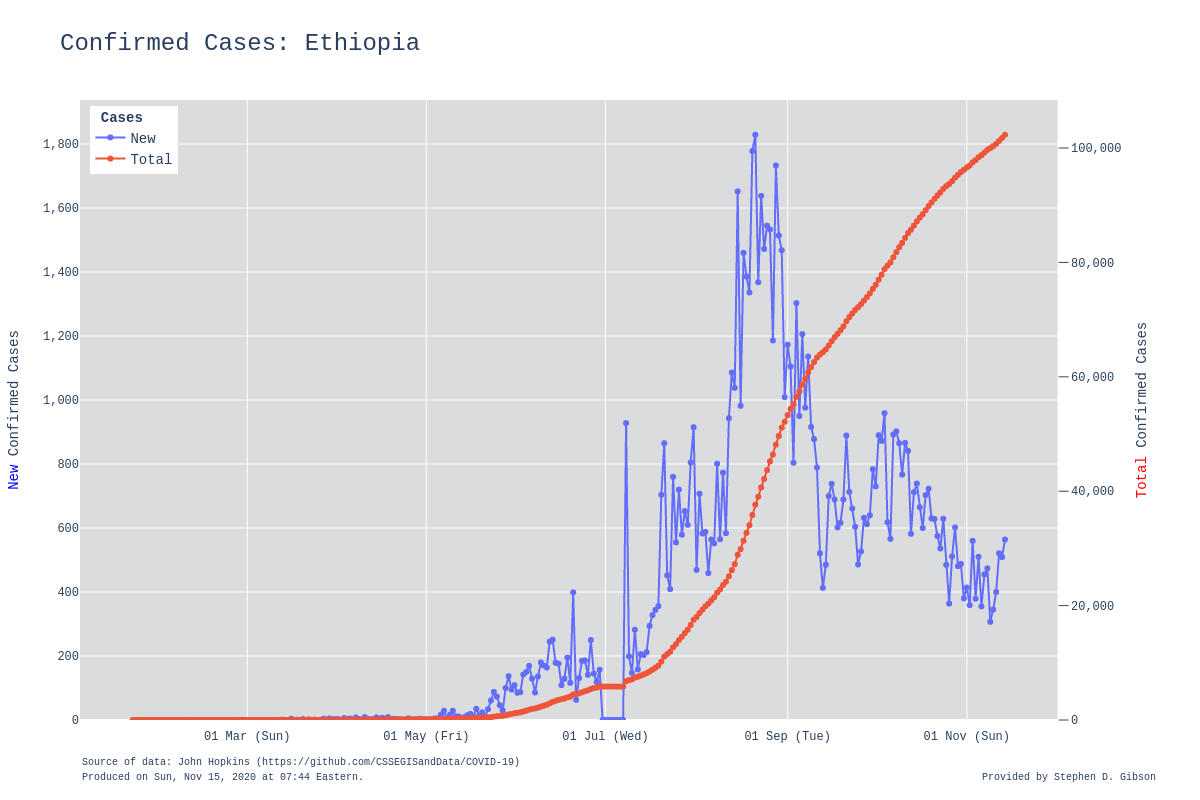 Confirmed Cases: Ethiopia
Cases
New
Total
1,800
1,600
1,400
1,200
1,000
800
600
400
200
0
New Confirmed Cases
100,000
80,000
60,000
40,000
20,000
0
Total Confirmed Cases
01 Mar (Sun)
01 May (Fri)
01 Jul (Wed)
01 Sep (Tue)
01 Nov (Sun)
Source of data: John Hopkins (https://github.com/CSSEGISandData/COVID-19)
Produced on Sun, Nov 15, 2020 at 07:44 Eastern.
Provided by Stephen D. Gibson